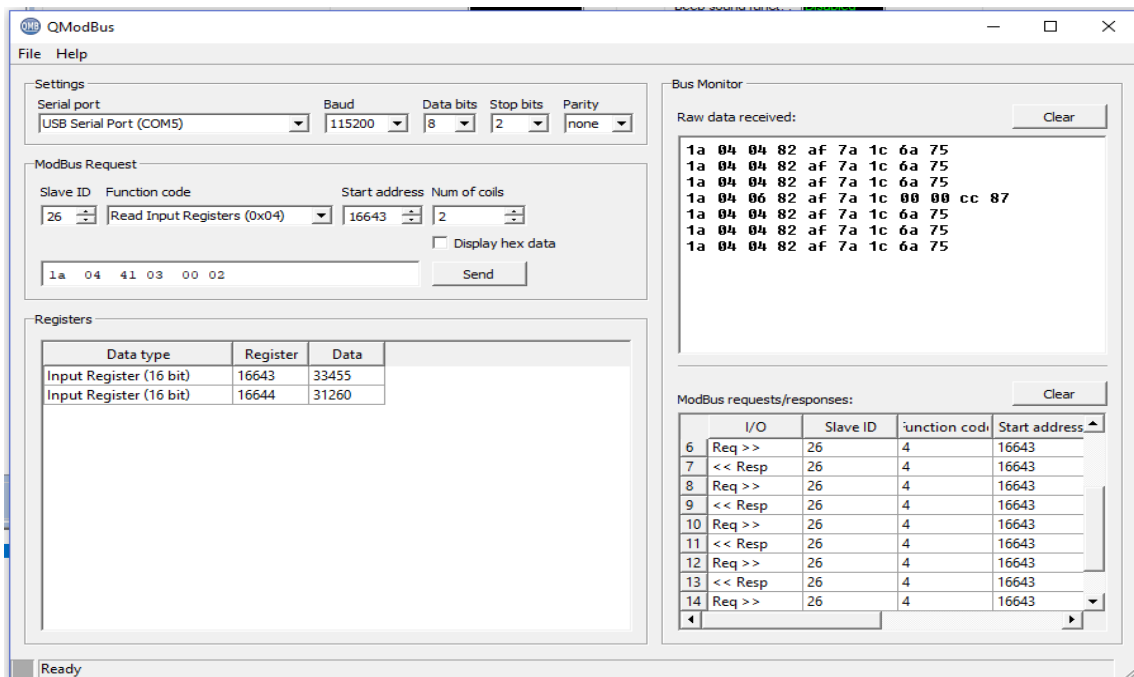 Beep sound funct. : Disabled
QMB QModBus
File Help
Settings
Serial port Baud Data bits Stop bits Parity
USB Serial Port (COM5) 115200 8 2 none
ModBus Request
Slave ID Function code Start address Num of coils
26 Read Input Registers (0x04) 16643 2
Display hex data
1a 04 41 03 00 02 Send
Registers
Data type Register Data
Input Register (16 bit) 16643 33455
Input Register (16 bit) 16644 31260
Bus Monitor
Raw data received: Clear
1a 04 04 82 af 7a 1c 6a 75
1a 04 04 82 af 7a 1c 6a 75
1a 04 04 82 af 7a 1c 6a 75
1a 04 06 82 af 7a 1c 00 00 cc 87
1a 04 04 82 af 7a 1c 6a 75
1a 04 04 82 af 7a 1c 6a 75
1a 04 04 82 af 7a 1c 6a 75
ModBus requests/responses: Clear
I/O Slave ID Function code Start address
6 Req >> 26 4 16643
7 << Resp 26 4 16643
8 Req >> 26 4 16643
9 << Resp 26 4 16643
10 Req >> 26 4 16643
11 << Resp 26 4 16643
12 Req >> 26 4 16643
13 << Resp 26 4 16643
14 Req >> 26 4 16643
Ready